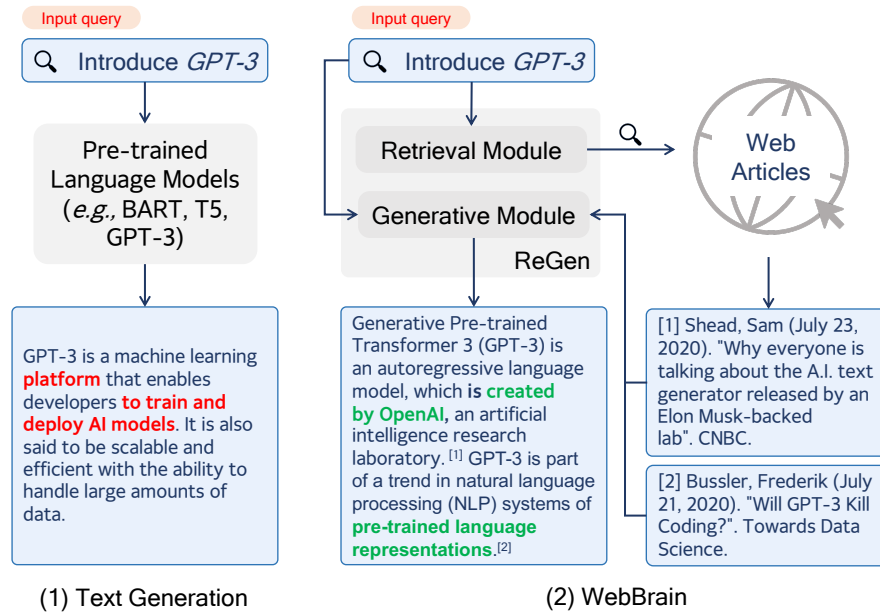 Input query
Introduce GPT-3
Pre-trained
Language Models
(e.g., BART, T5,
GPT-3)
GPT-3 is a machine learning
platform that enables
developers to train and
deploy AI models. It is also
said to be scalable and
efficient with the ability to
handle large amounts of
data.
(1) Text Generation
Input query
Introduce GPT-3
Retrieval Module
Generative Module
ReGen
Web
Articles
Generative Pre-trained
Transformer 3 (GPT-3) is
an autoregressive language
model, which is created
by OpenAI, an artificial
intelligence research
laboratory. [1] GPT-3 is part
of a trend in natural language
processing (NLP) systems of
pre-trained language
representations.[2]
[1] Shead, Sam (July 23,
2020). "Why everyone is
talking about the A.I. text
generator released by an
Elon Musk-backed
lab". CNBC.
[2] Bussler, Frederik (July
21, 2020). "Will GPT-3 Kill
Coding?". Towards Data
Science.
(2) WebBrain